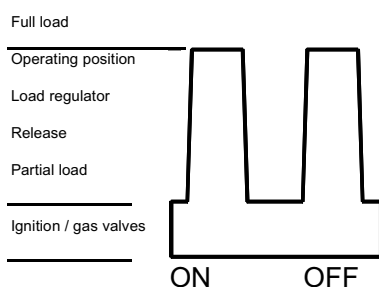 Full load
Operating position
Load regulator
Release
Partial load
Ignition / gas valves
ON OFF